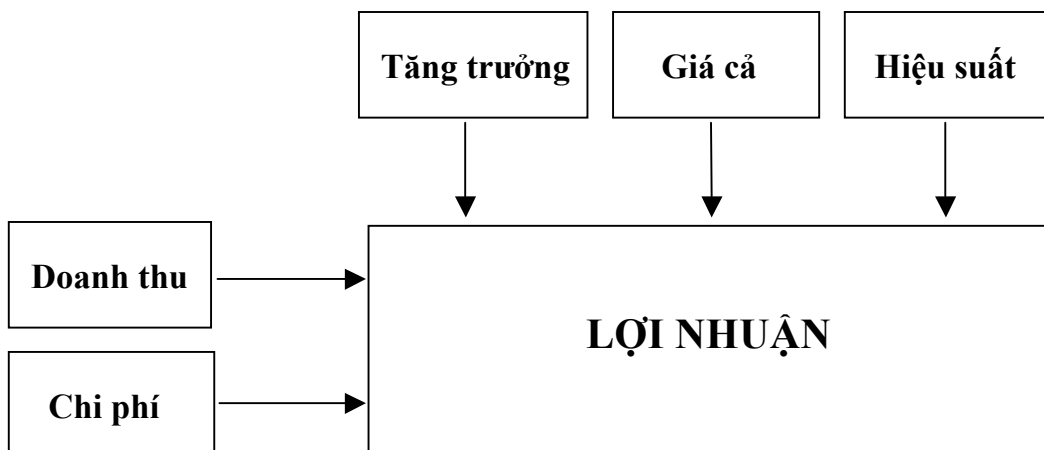 Tăng trưởng
Giá cả
Hiệu suất
Doanh thu
LỢI NHUẬN
Chi phí